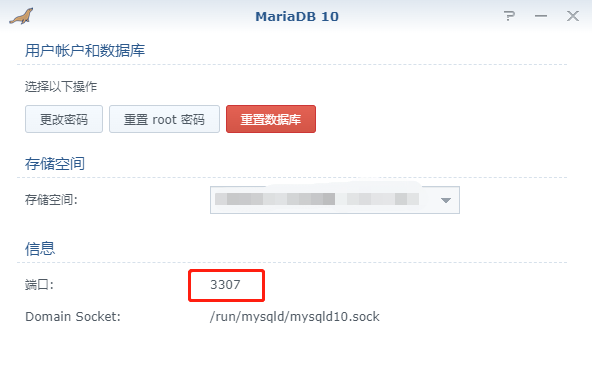 MariaDB 10
用户帐户和数据库
选择以下操作
更改密码 重置 root 密码 重置数据库
存储空间
存储空间:
信息
端口: 3307
Domain Socket: /run/mysqld/mysqld10.sock